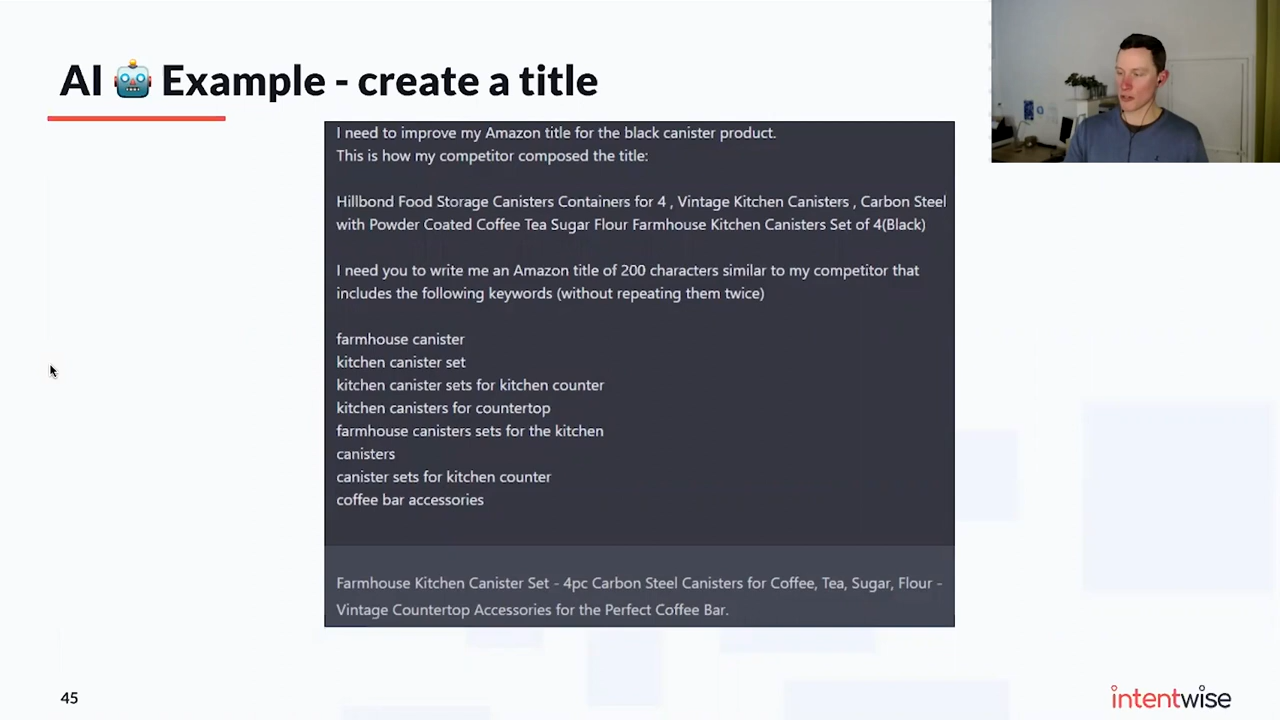 AI 🤖 Example - create a title
I need to improve my Amazon title for the black canister product.
This is how my competitor composed the title:
Hillbond Food Storage Canisters Containers for 4 , Vintage Kitchen Canisters , Carbon Steel
with Powder Coated Coffee Tea Sugar Flour Farmhouse Kitchen Canisters Set of 4(Black)
I need you to write me an Amazon title of 200 characters similar to my competitor that
includes the following keywords (without repeating them twice)
farmhouse canister
kitchen canister set
kitchen canister sets for kitchen counter
kitchen canisters for countertop
farmhouse canisters sets for the kitchen
canisters
canister sets for kitchen counter
coffee bar accessories
Farmhouse Kitchen Canister Set - 4pc Carbon Steel Canisters for Coffee, Tea, Sugar, Flour -
Vintage Countertop Accessories for the Perfect Coffee Bar.
45
intentwise